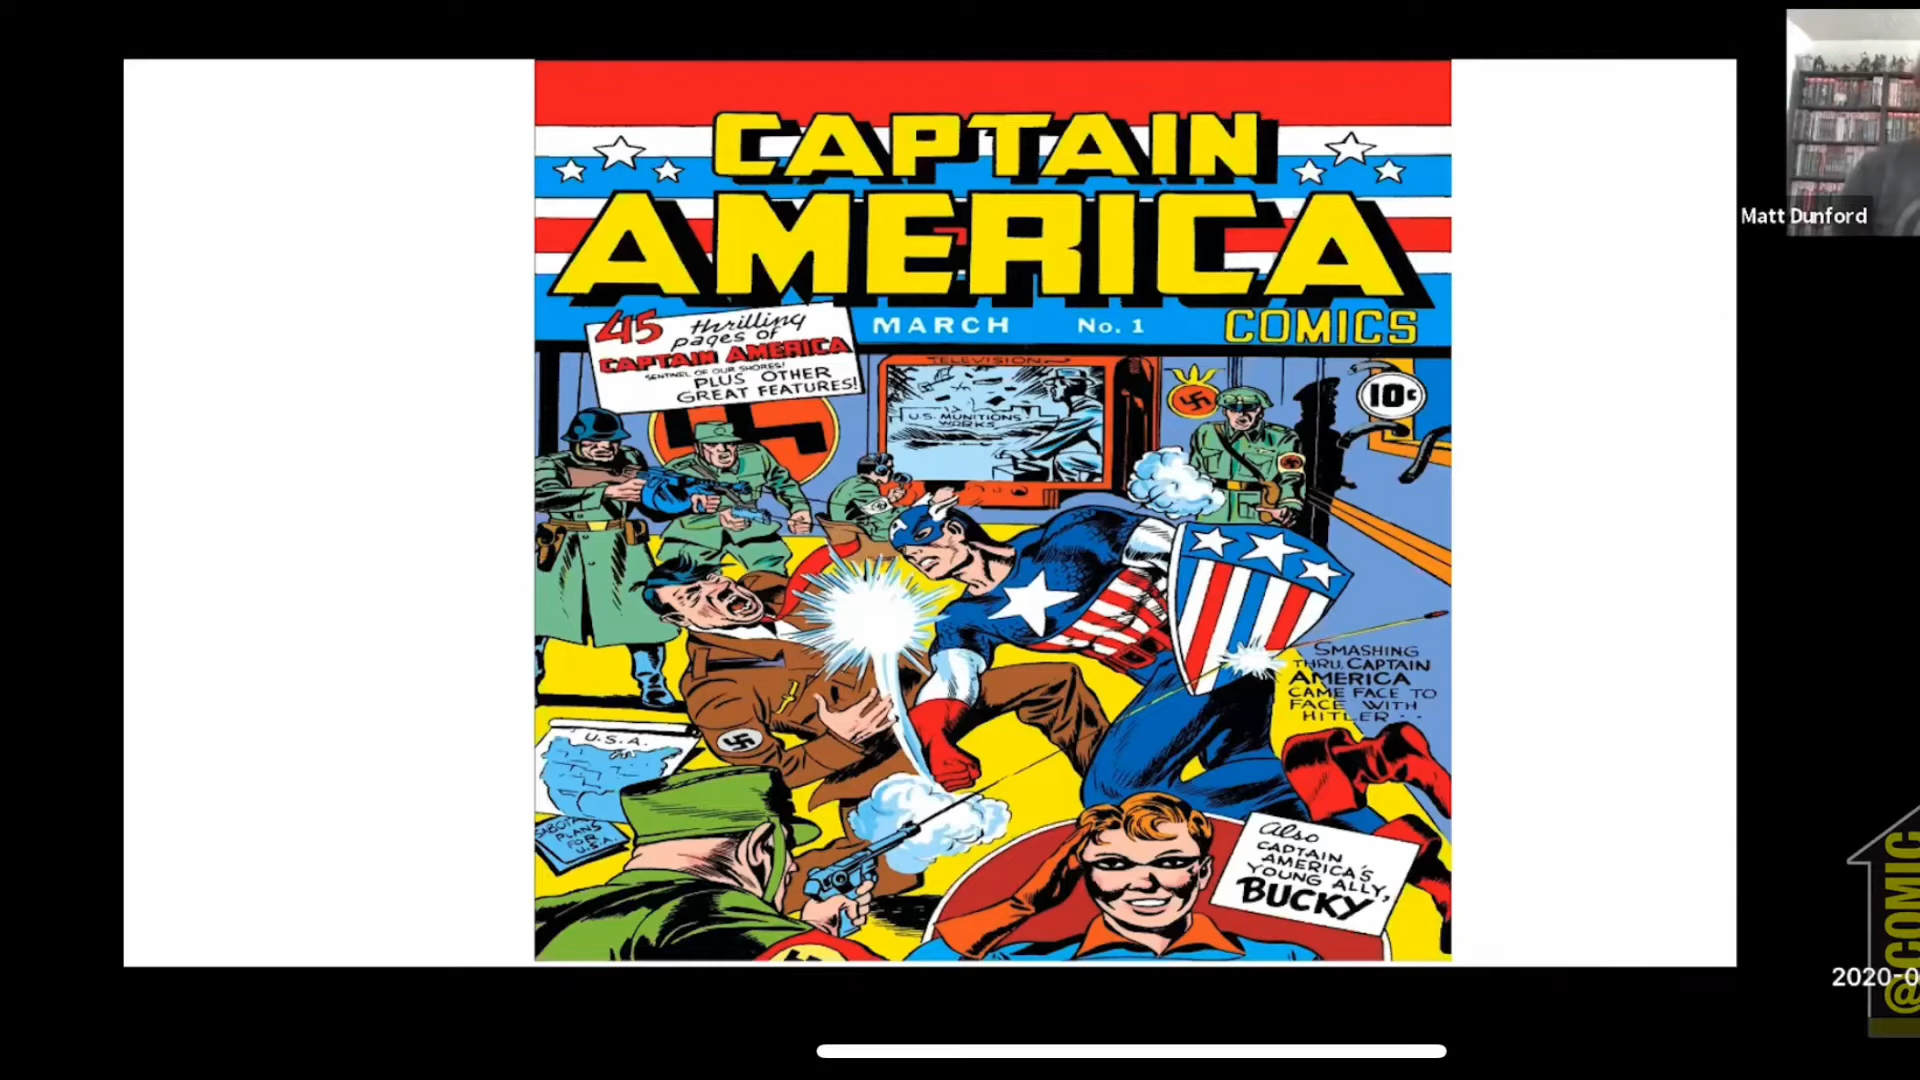 CAPTAIN
AMERICA
COMICS
MARCH No. 1
45 thrilling
pages of
CAPTAIN AMERICA
SENTINEL OF OUR SHORES!
PLUS OTHER
GREAT FEATURES!
TELEVISION
U.S. MUNITIONS
WORKS
10¢
SMASHING
THRU, CAPTAIN
AMERICA
CAME FACE TO
FACE WITH
HITLER . .
U.S.A.
PLANS
FOR
U.S.A.
Also
CAPTAIN
AMERICA'S
YOUNG ALLY,
BUCKY
Matt Dunford
2020-0
@COMIC